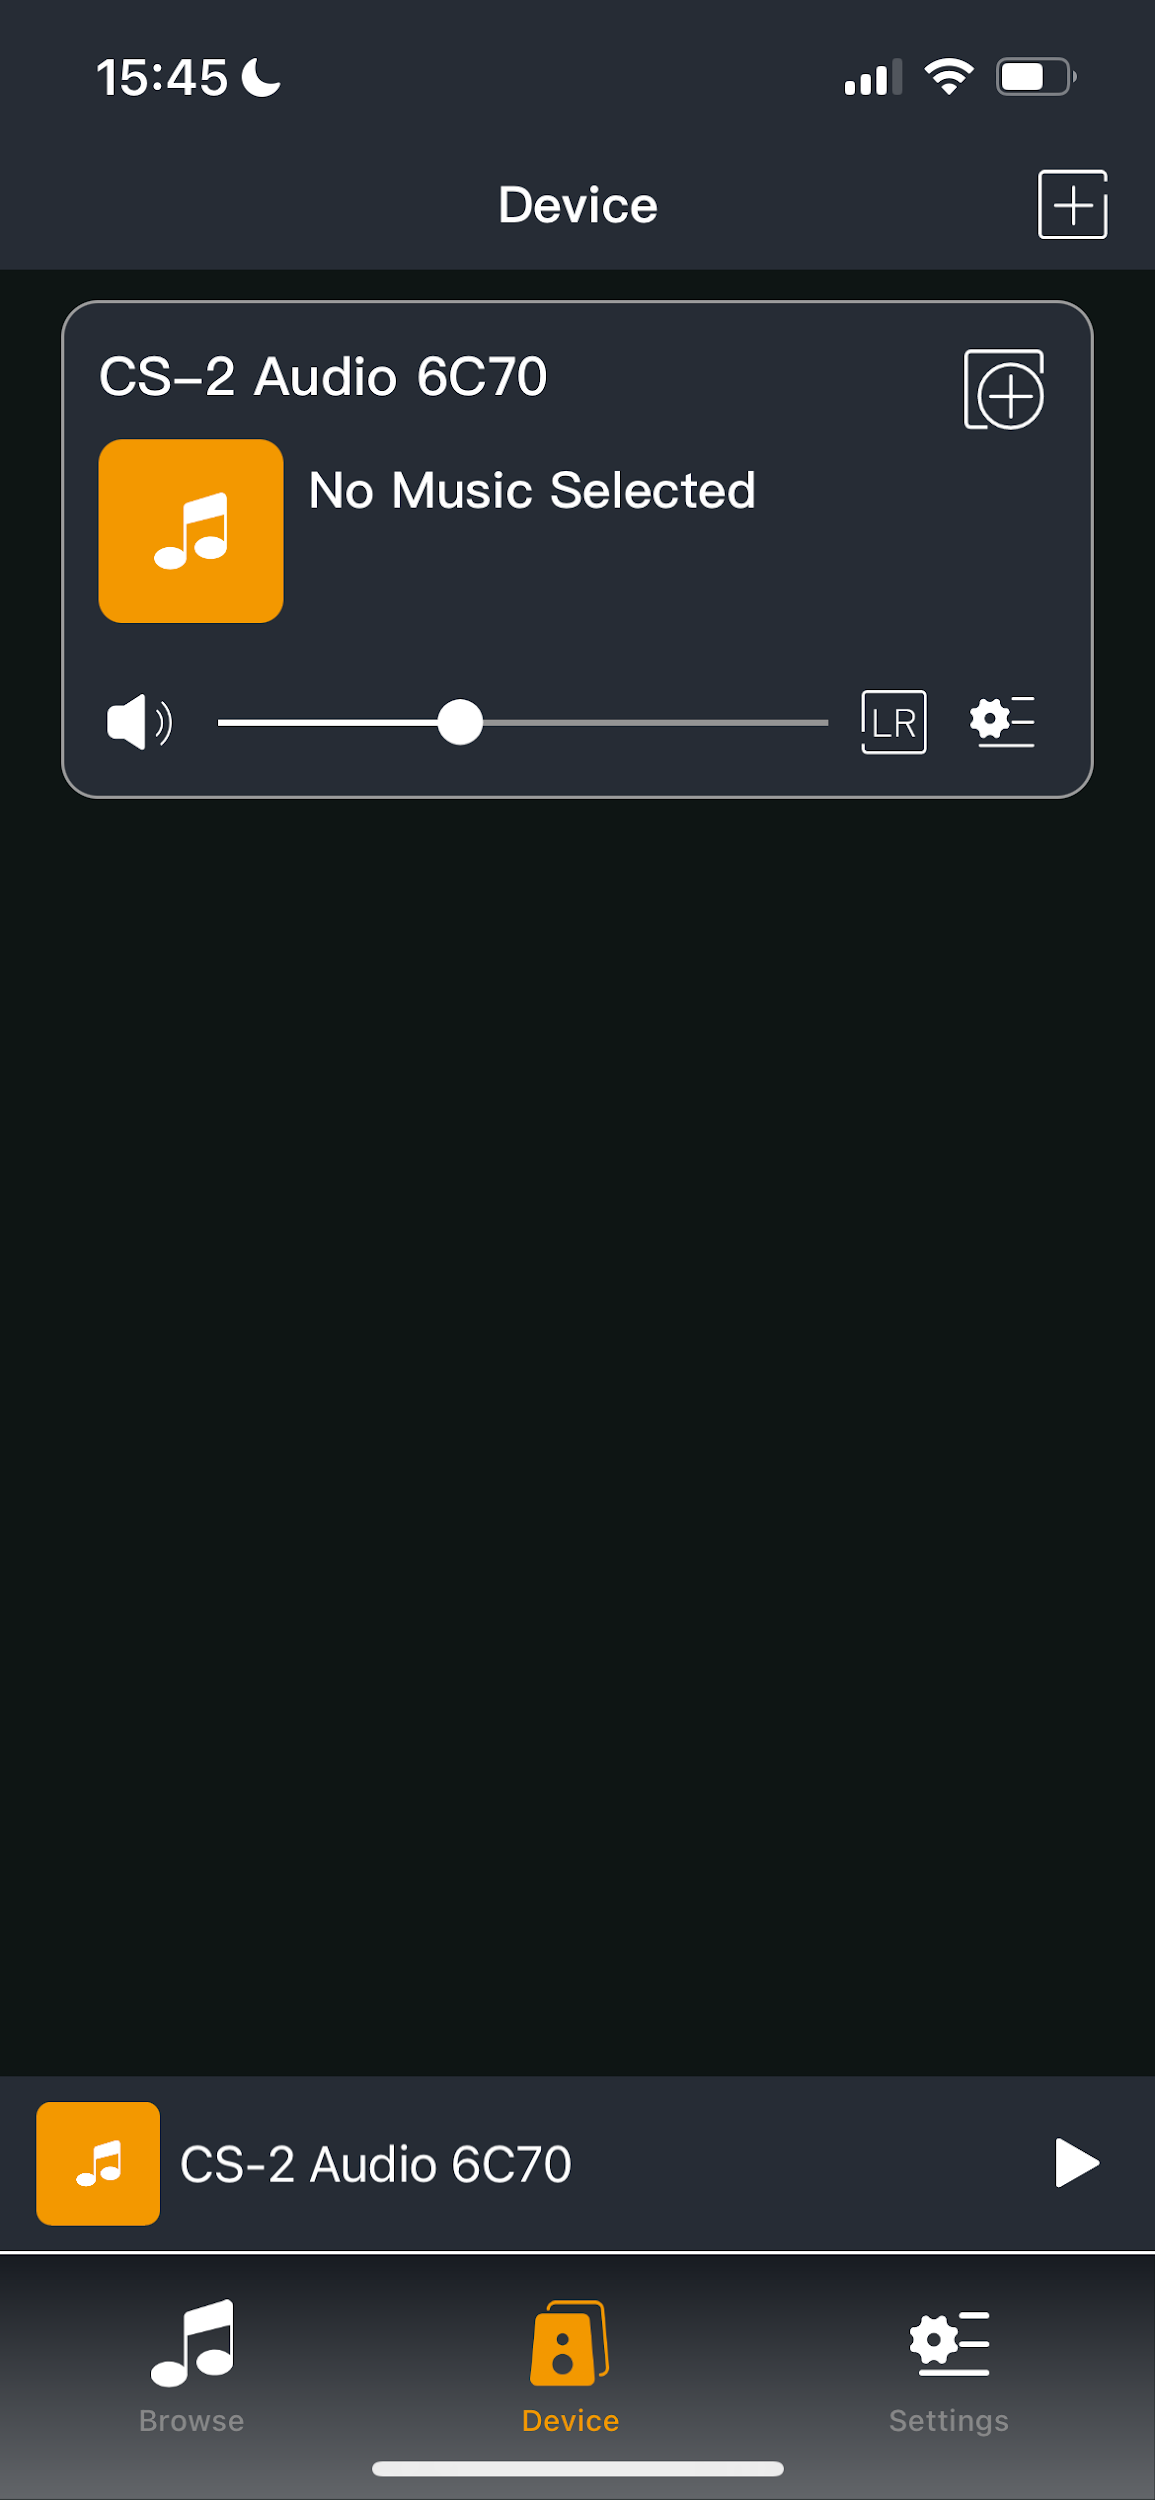 15:45
Device
CS-2 Audio 6C70
No Music Selected
LR
CS-2 Audio 6C70
Browse
Device
Settings